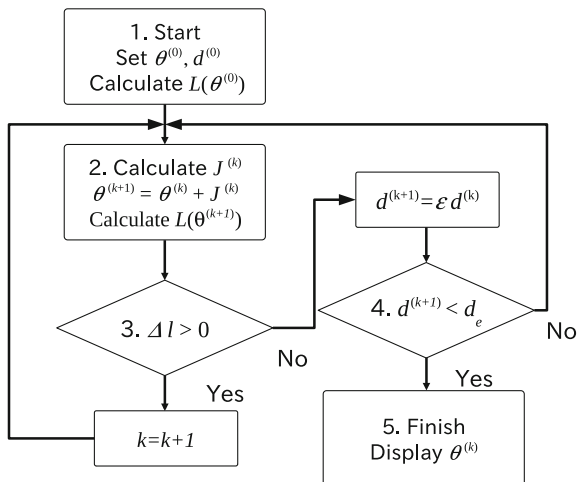 1. Start
Set θ⁽⁰⁾, d⁽⁰⁾
Calculate L(θ⁽⁰⁾)
2. Calculate J⁽ᵏ⁾
θ⁽ᵏ⁺¹⁾ = θ⁽ᵏ⁾ + J⁽ᵏ⁾
Calculate L(θ⁽ᵏ⁺¹⁾)
3. Δ l > 0
No
Yes
k=k+1
d⁽ᵏ⁺¹⁾=ε d⁽ᵏ⁾
4. d⁽ᵏ⁺¹⁾ < dₑ
No
Yes
5. Finish
Display θ⁽ᵏ⁾